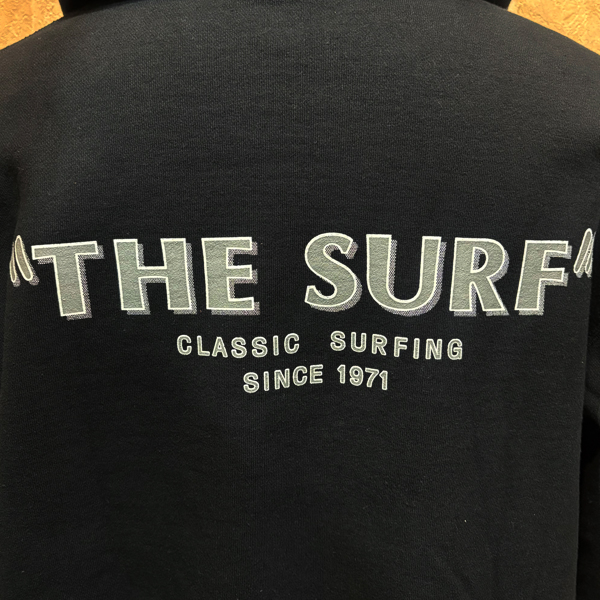 "THE SURF"
CLASSIC SURFING
SINCE 1971